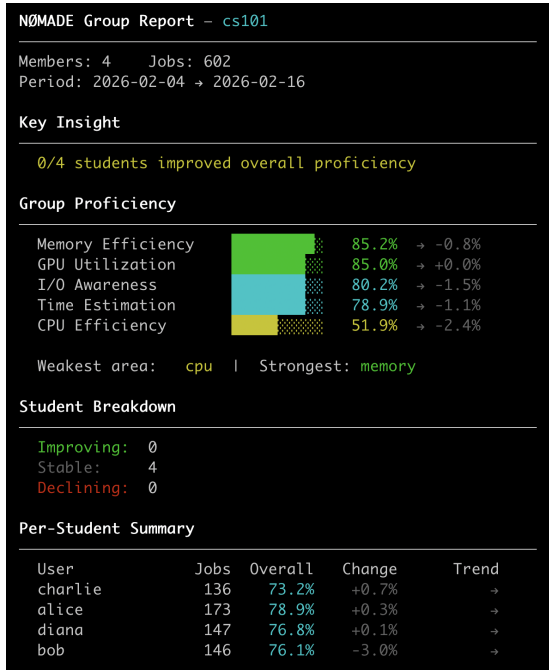 NØMADE Group Report — cs101
Members: 4 Jobs: 602
Period: 2026-02-04 → 2026-02-16
Key Insight
0/4 students improved overall proficiency
Group Proficiency
Memory Efficiency 85.2% → -0.8%
GPU Utilization 85.0% → +0.0%
I/O Awareness 80.2% → -1.5%
Time Estimation 78.9% → -1.1%
CPU Efficiency 51.9% → -2.4%
Weakest area: cpu | Strongest: memory
Student Breakdown
Improving: 0
Stable: 4
Declining: 0
Per-Student Summary
User Jobs Overall Change Trend
charlie 136 73.2% +0.7% →
alice 173 78.9% +0.3% →
diana 147 76.8% +0.1% →
bob 146 76.1% -3.0% →